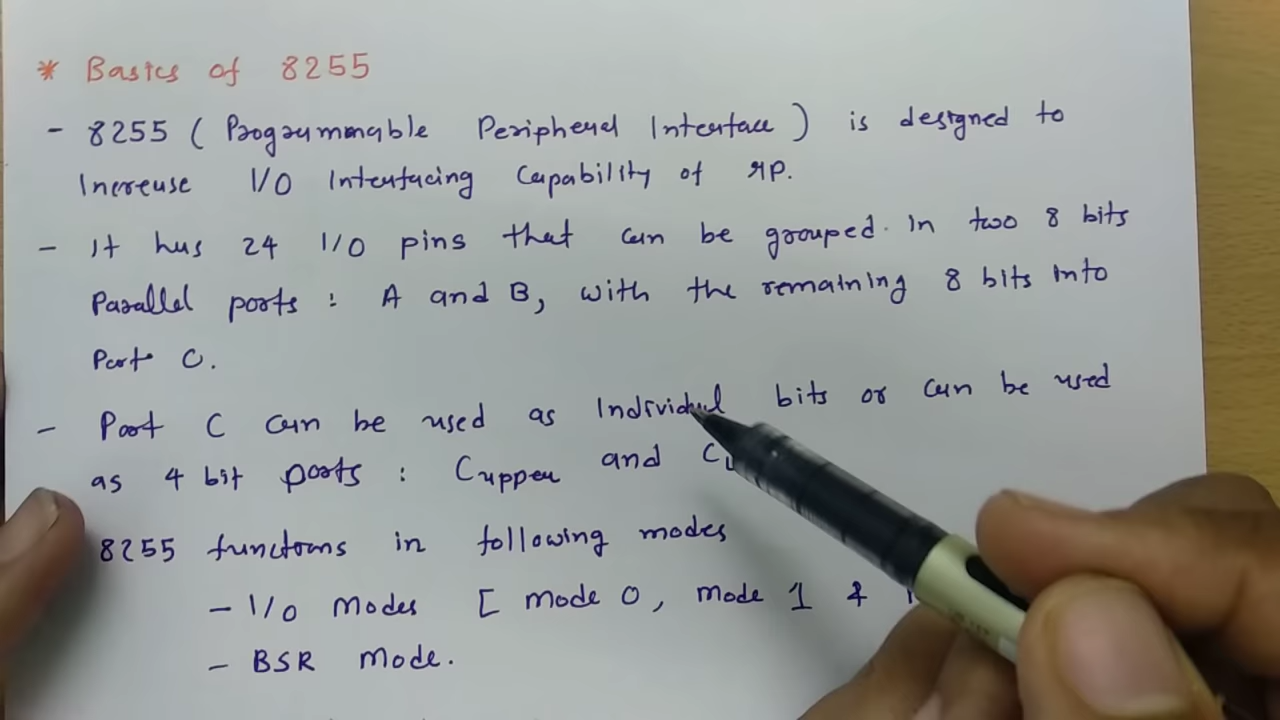 * Basics of 8255
- 8255 ( Programmable Peripheral Interface ) is designed to
Increase I/O Interfacing Capability of μP.
- It has 24 I/O pins that can be grouped. In two 8 bits
Parallel ports : A and B, with the remaining 8 bits into
Port C.
- Port C can be used as Individual bits or can be used
as 4 bit ports : Cupper and
8255 functions in following modes
- I/O Modes [ mode 0, mode 1 &
- BSR Mode.